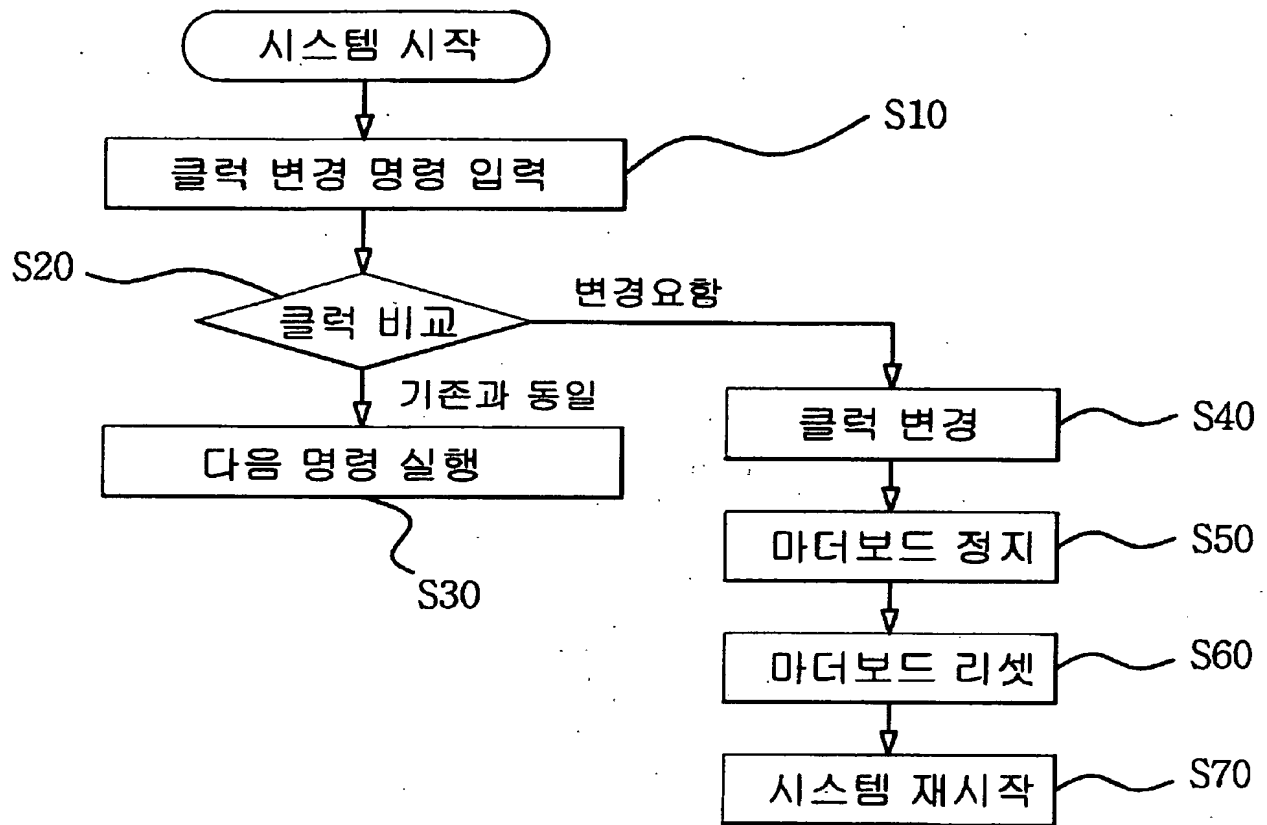 시스템 시작
S10
클럭 변경 명령 입력
S20
클럭 비교
변경요함
기존과 동일
다음 명령 실행
S30
클럭 변경
S40
마더보드 정지
S50
마더보드 리셋
S60
시스템 재시작
S70